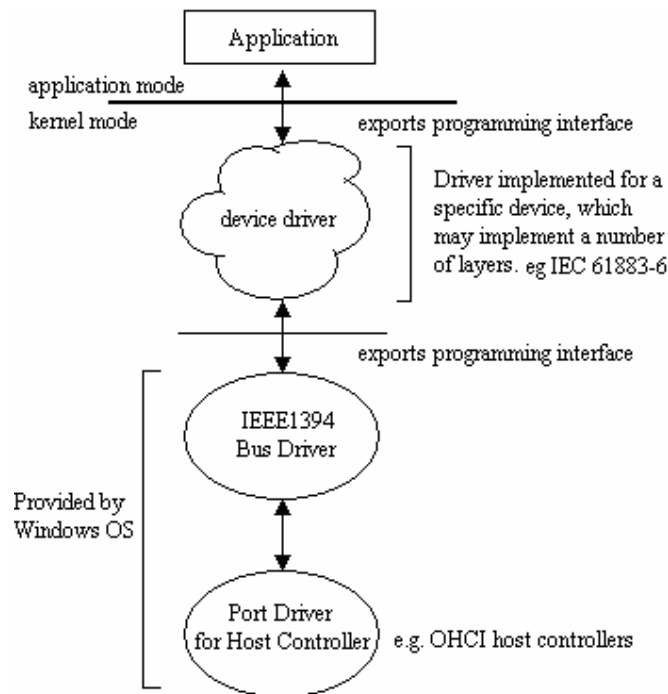 Application
application mode
kernel mode
exports programming interface
device driver
Driver implemented for a
specific device, which
may implement a number
of layers. eg IEC 61883-6
exports programming interface
IEEE1394
Bus Driver
Provided by
Windows OS
Port Driver
for Host Controller
e.g. OHCI host controllers